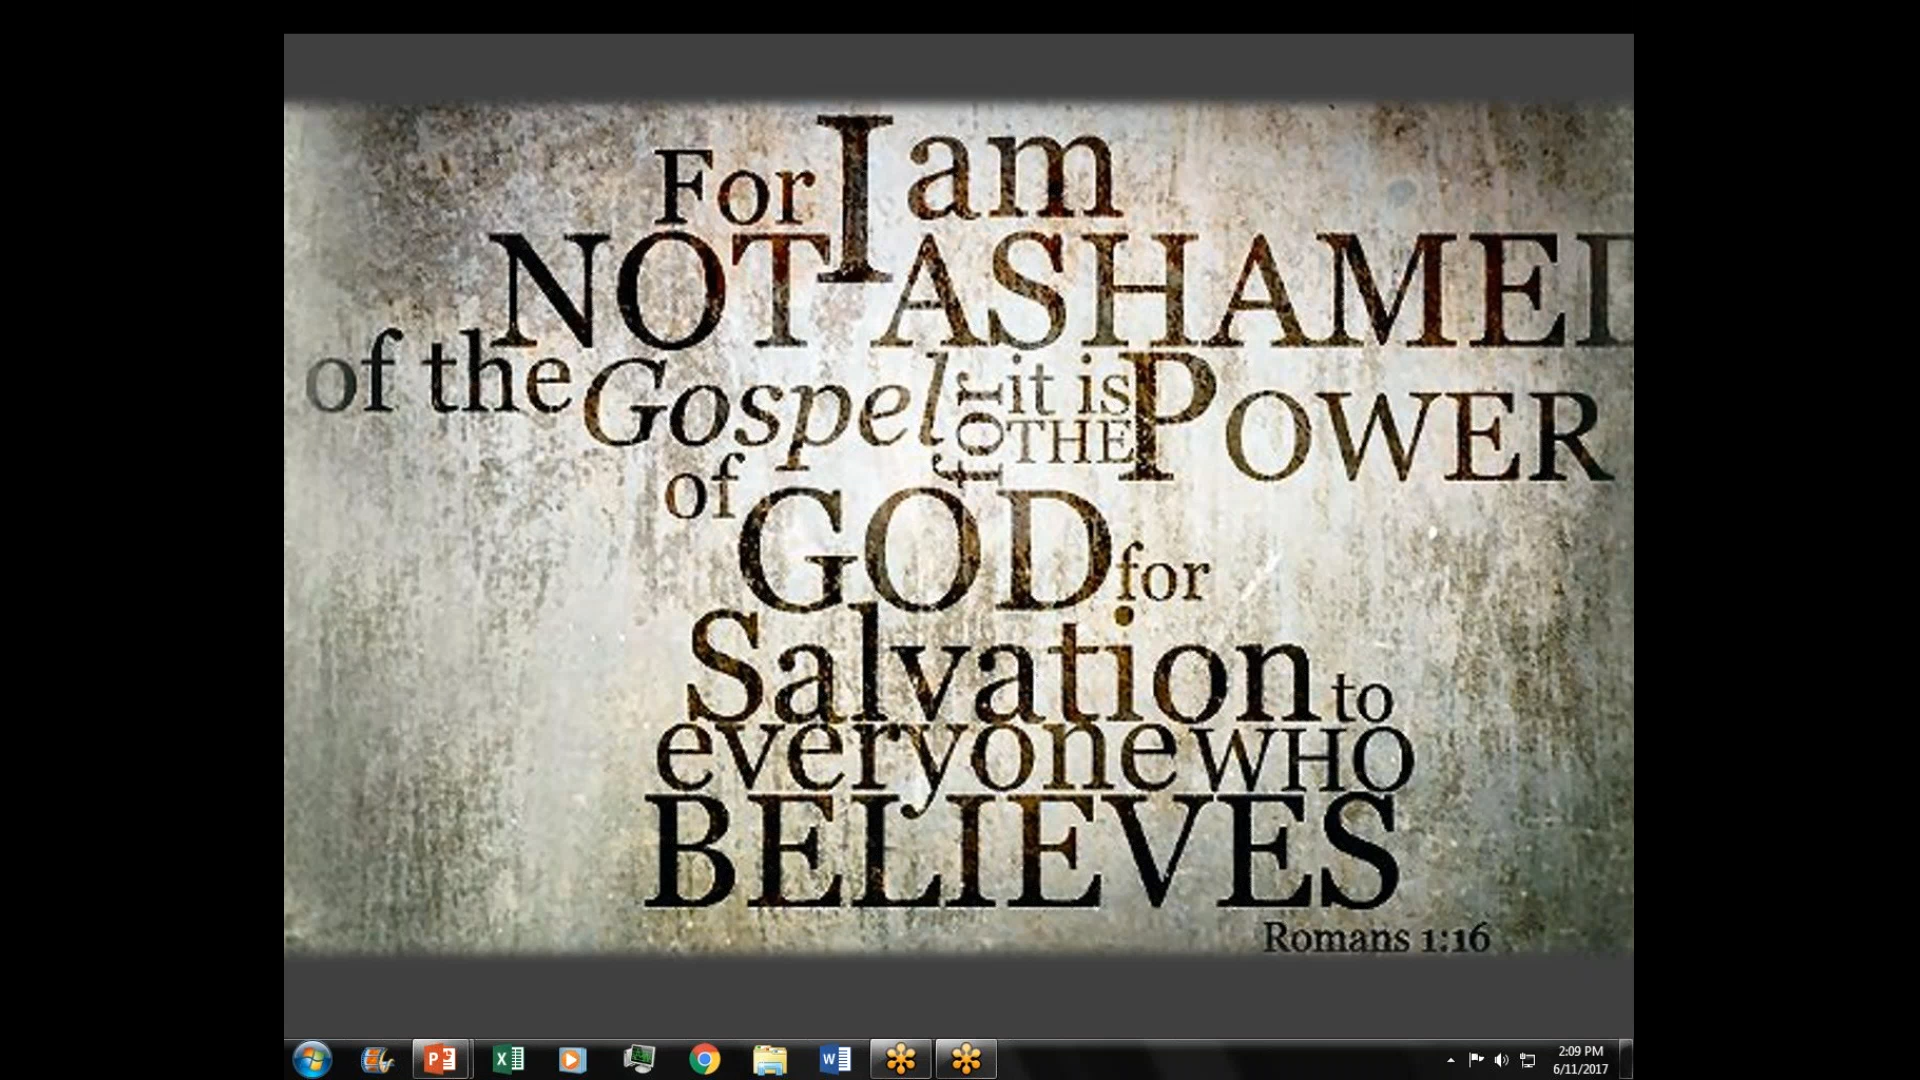 For I am
NOT ASHAMED
of the Gospel for it is THE POWER
of GOD for
Salvation to
everyone WHO
BELIEVES
Romans 1:16
2:09 PM
6/11/2017